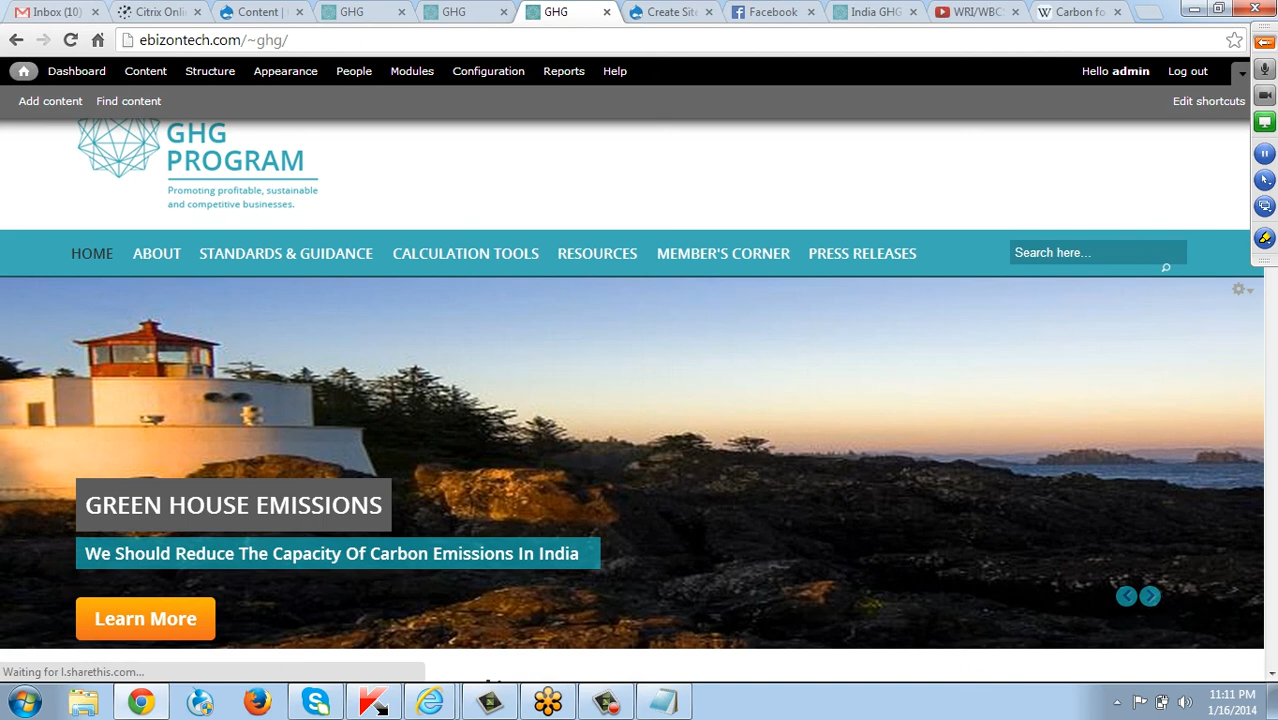 Inbox (10)
Citrix Onli
Content |
GHG
GHG
GHG
Create Site
Facebook
India GHG
WRI/WBC
Carbon fo
ebizontech.com/~ghg/
Dashboard Content Structure Appearance People Modules Configuration Reports Help
Hello admin Log out
Add content Find content
Edit shortcuts
GHG
PROGRAM
Promoting profitable, sustainable
and competitive businesses.
HOME ABOUT STANDARDS & GUIDANCE CALCULATION TOOLS RESOURCES MEMBER'S CORNER PRESS RELEASES
Search here...
GREEN HOUSE EMISSIONS
We Should Reduce The Capacity Of Carbon Emissions In India
Learn More
Waiting for l.sharethis.com...
11:11 PM
1/16/2014